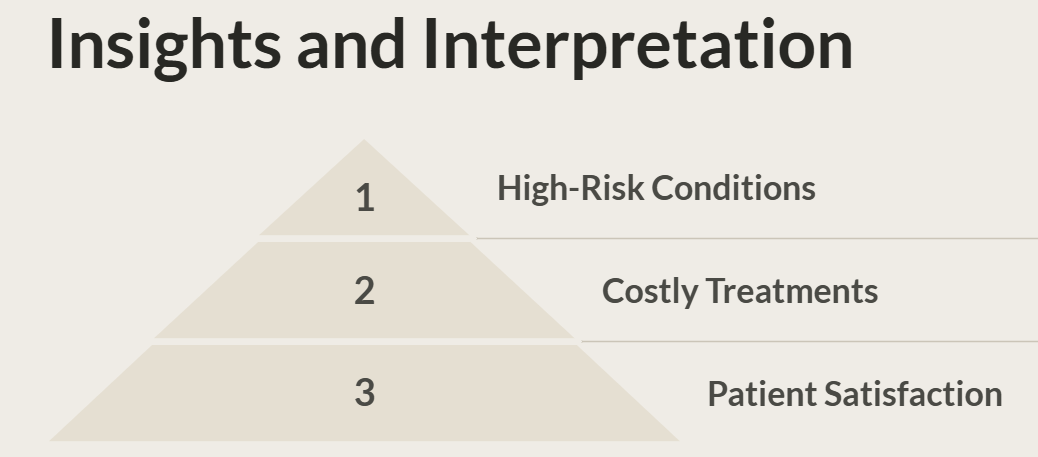 Insights and Interpretation
1
High-Risk Conditions
2
Costly Treatments
3
Patient Satisfaction